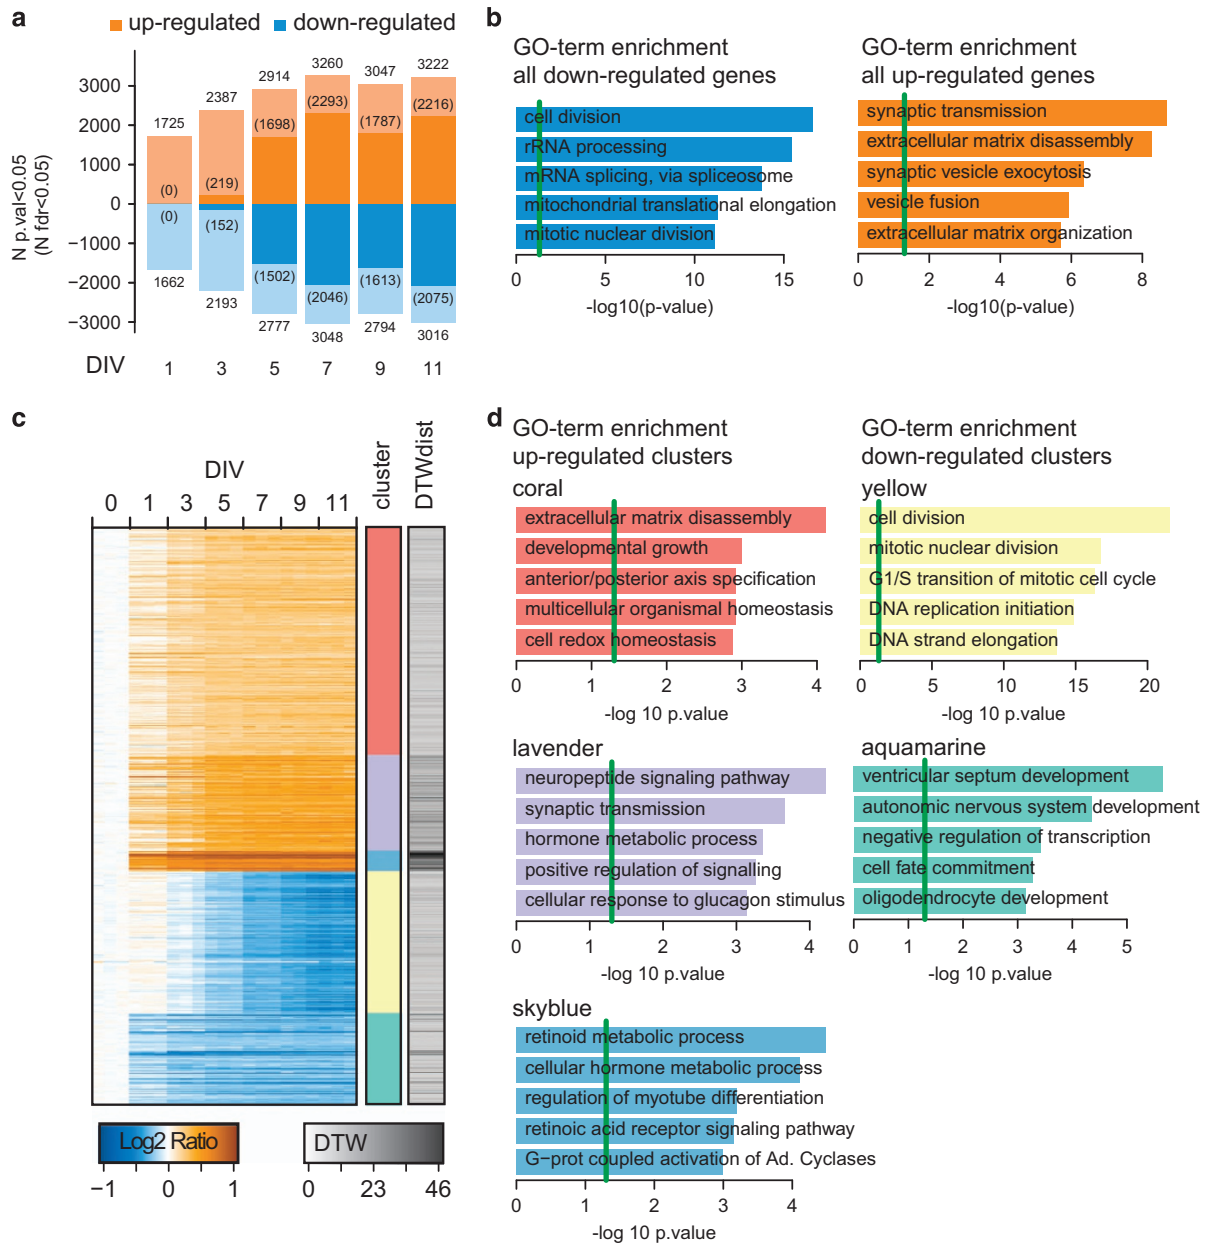 a
up-regulated
down-regulated
N p.val<0.05
(N fdr<0.05)
3000
2000
1000
0
−1000
−2000
−3000
1725
2387
2914
3260
3047
3222
(0)
(219)
(1698)
(2293)
(1787)
(2216)
(0)
(152)
(1502)
(2046)
(1613)
(2075)
1662
2193
2777
3048
2794
3016
DIV
1 3 5 7 9 11
b
GO-term enrichment
all down-regulated genes
cell division
rRNA processing
mRNA splicing, via spliceosome
mitochondrial translational elongation
mitotic nuclear division
0 5 10 15
-log10(p-value)
GO-term enrichment
all up-regulated genes
synaptic transmission
extracellular matrix disassembly
synaptic vesicle exocytosis
vesicle fusion
extracellular matrix organization
0 2 4 6 8
-log10(p-value)
c
DIV
0 1 3 5 7 9 11
cluster
DTWdist
Log2 Ratio
−1 0 1
DTW
0 23 46
d
GO-term enrichment
up-regulated clusters
coral
extracellular matrix disassembly
developmental growth
anterior/posterior axis specification
multicellular organismal homeostasis
cell redox homeostasis
0 1 2 3 4
-log 10 p.value
lavender
neuropeptide signaling pathway
synaptic transmission
hormone metabolic process
positive regulation of signalling
cellular response to glucagon stimulus
0 1 2 3 4
-log 10 p.value
skyblue
retinoid metabolic process
cellular hormone metabolic process
regulation of myotube differentiation
retinoic acid receptor signaling pathway
G−prot coupled activation of Ad. Cyclases
0 1 2 3 4
-log 10 p.value
GO-term enrichment
down-regulated clusters
yellow
cell division
mitotic nuclear division
G1/S transition of mitotic cell cycle
DNA replication initiation
DNA strand elongation
0 5 10 15 20
-log 10 p.value
aquamarine
ventricular septum development
autonomic nervous system development
negative regulation of transcription
cell fate commitment
oligodendrocyte development
0 1 2 3 4 5
-log 10 p.value